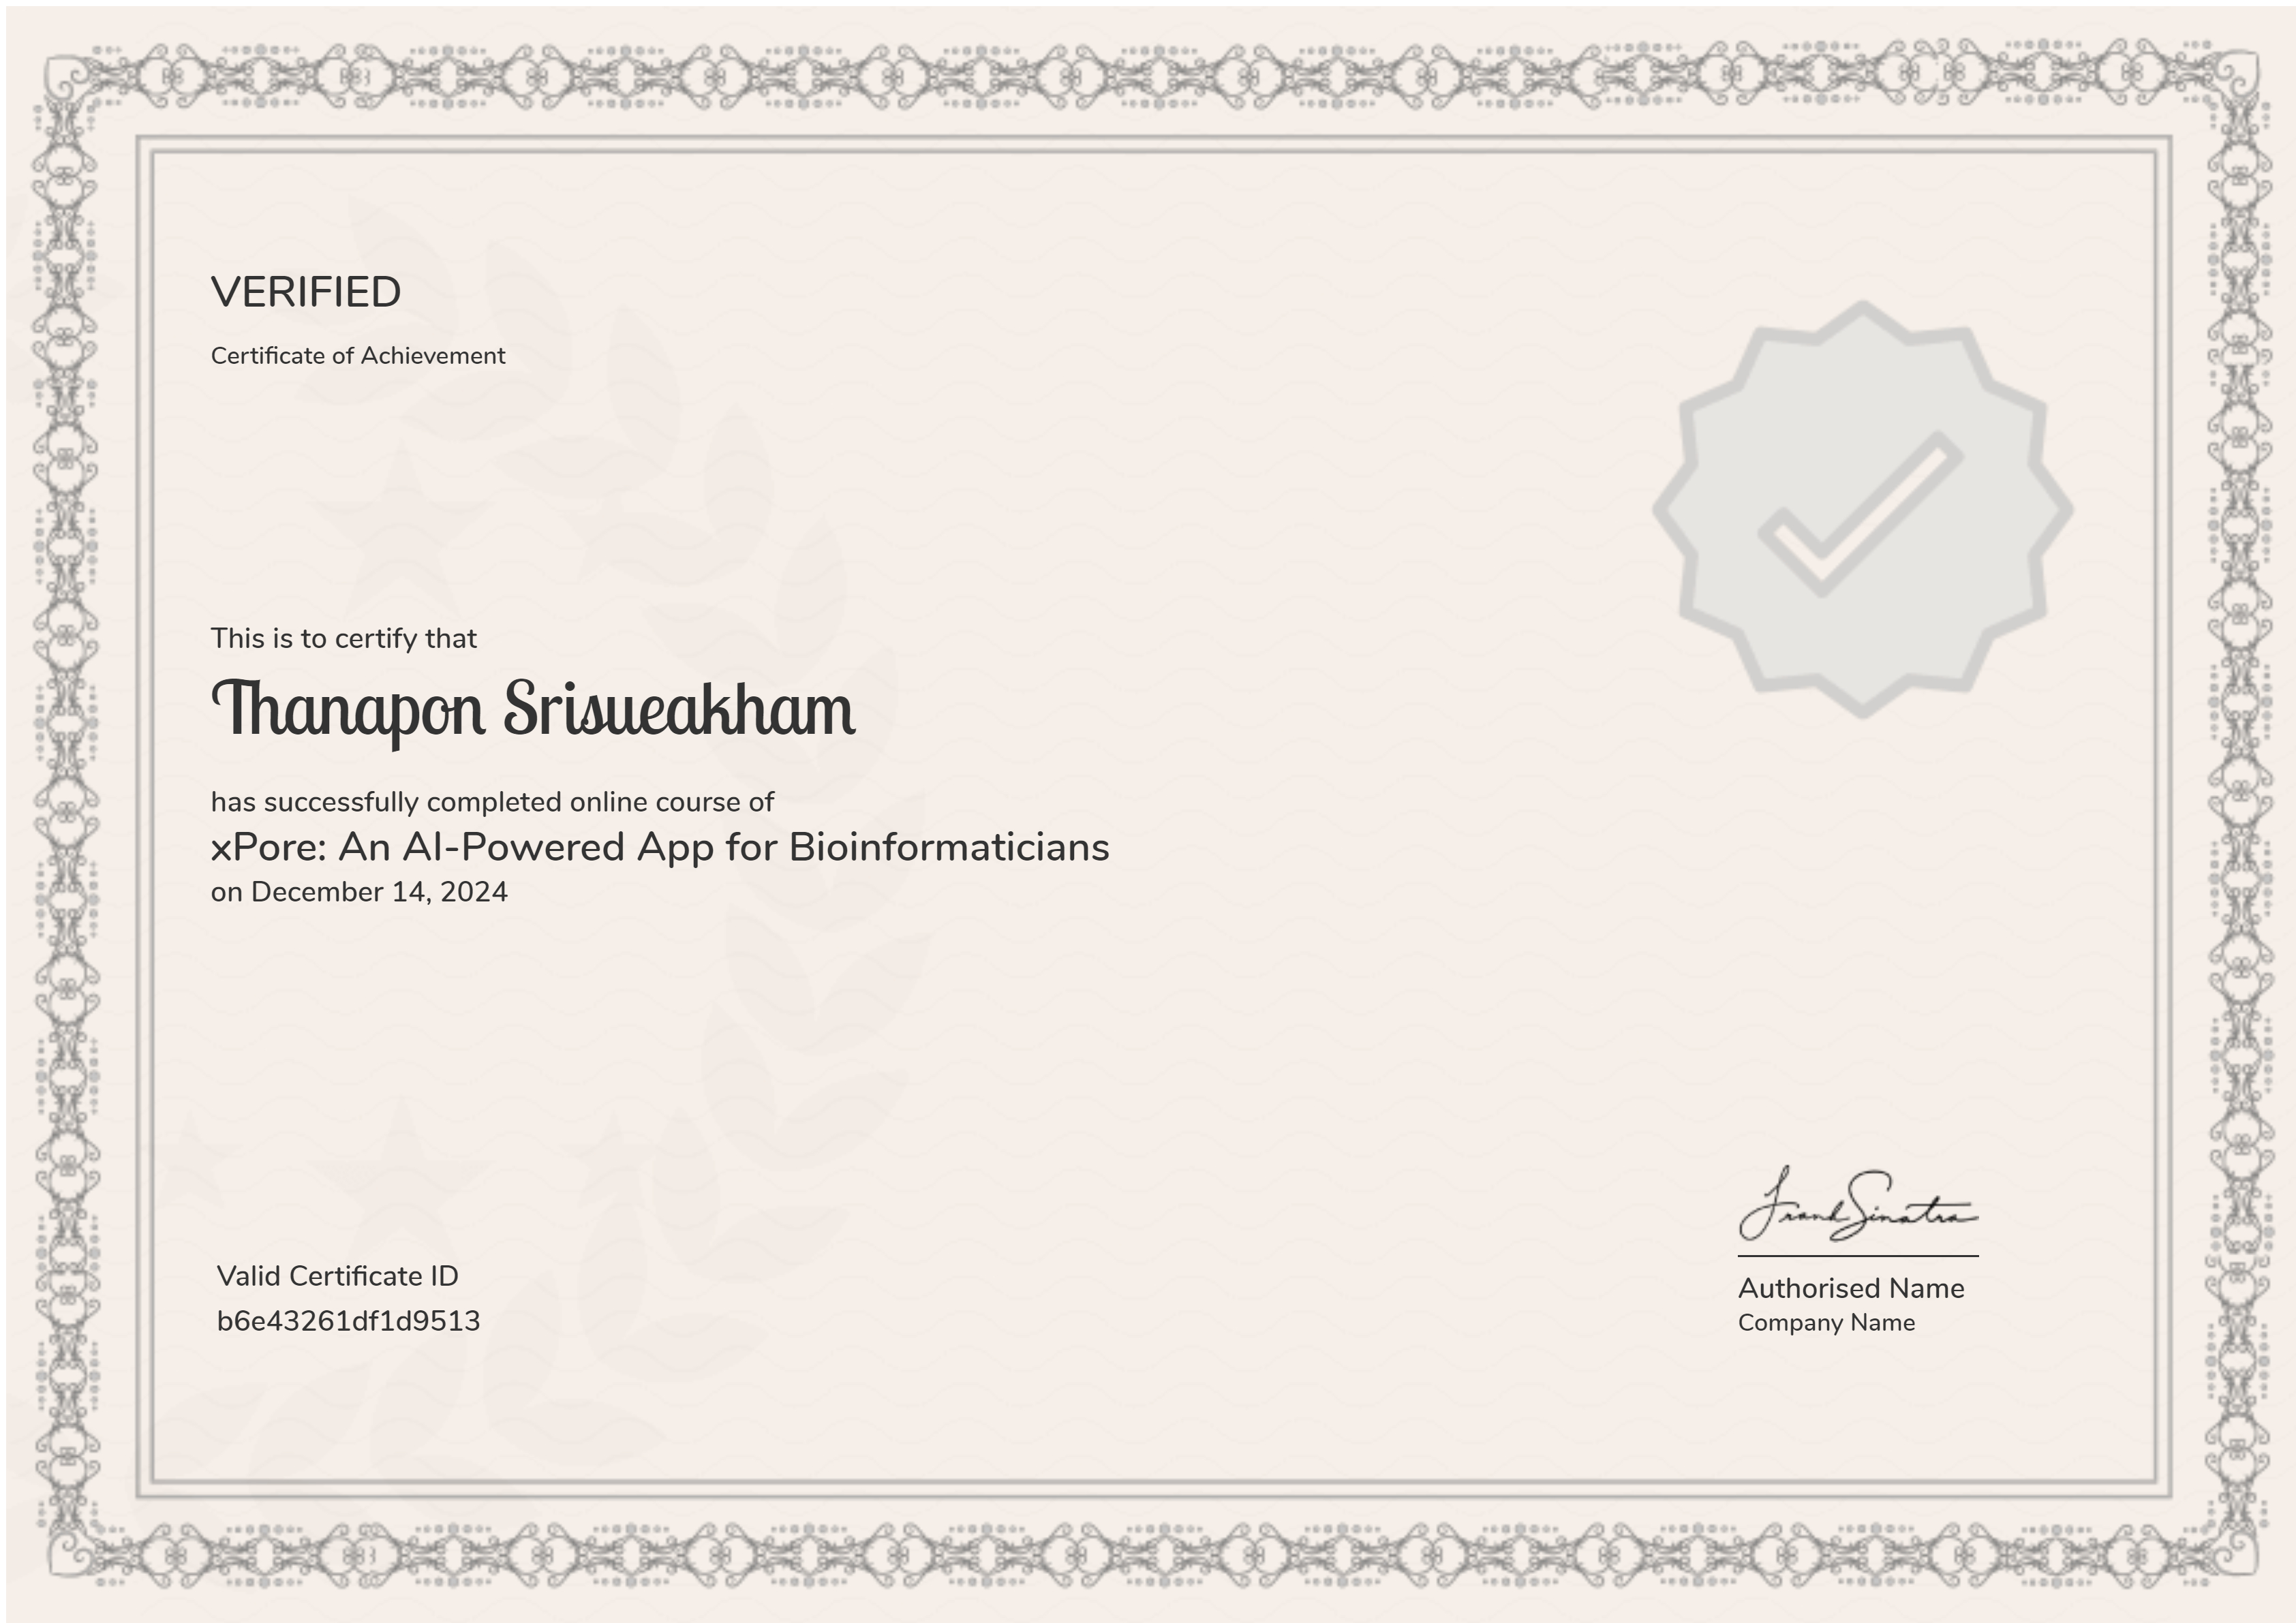 VERIFIED
Certificate of Achievement
This is to certify that
Thanapon Srisueakham
has successfully completed online course of
xPore: An AI-Powered App for Bioinformaticians
on December 14, 2024
Valid Certificate ID
b6e43261df1d9513
Frank Sinatra
Authorised Name
Company Name